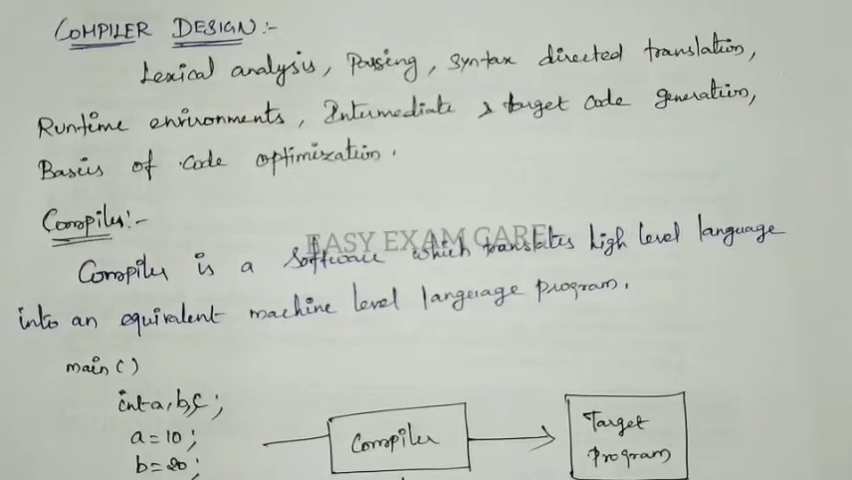 COMPILER DESIGN:-
Lexical analysis, Parsing, Syntax directed translation,
Runtime environments, Intermediate & target code generation,
Basics of code optimization.
Compiler:-
EASY EXAM CARE
Compiler is a software which translates high level language
into an equivalent machine level language program.
main()
int a,b,c;
a=10;
b=20;
Compiler
Target
program